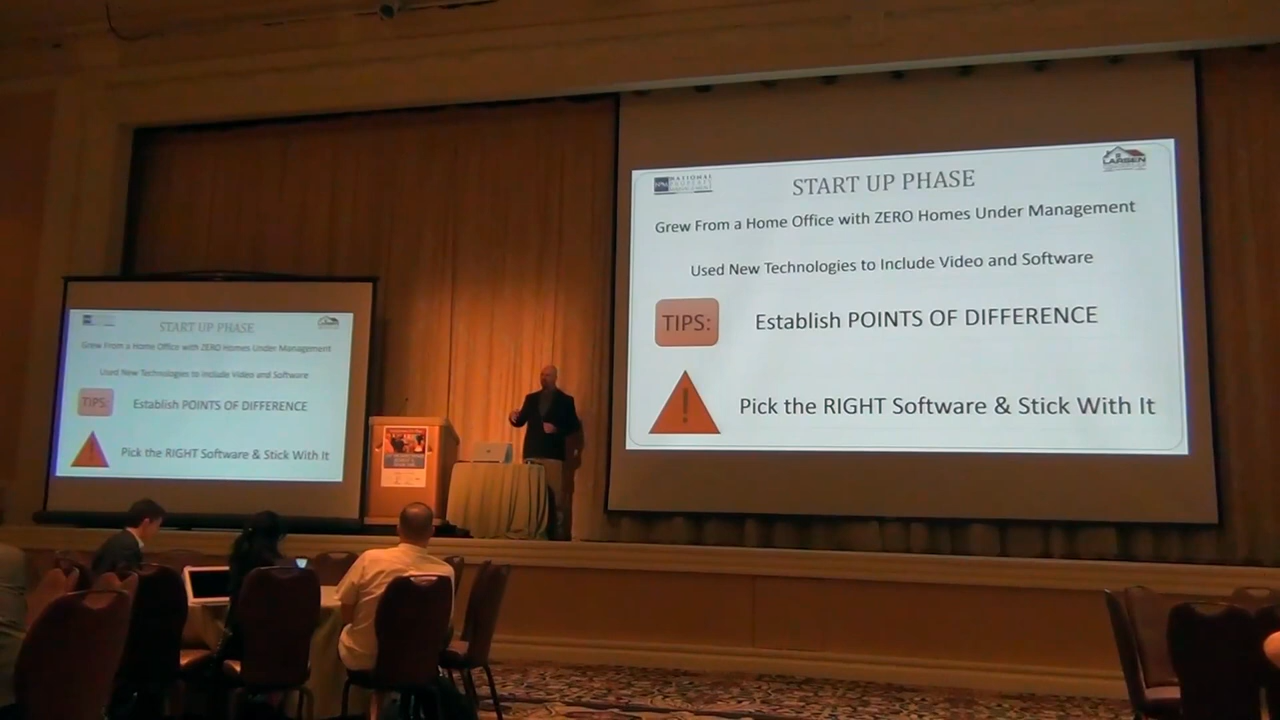 START UP PHASE
Grew From a Home Office with ZERO Homes Under Management
Used New Technologies to Include Video and Software
TIPS:
Establish POINTS OF DIFFERENCE
!
Pick the RIGHT Software & Stick With It
NATIONAL
PROPERTY
LARSEN
START UP PHASE
Grew From a Home Office with ZERO Homes Under Management
Used New Technologies to Include Video and Software
TIPS:
Establish POINTS OF DIFFERENCE
!
Pick the RIGHT Software & Stick With It